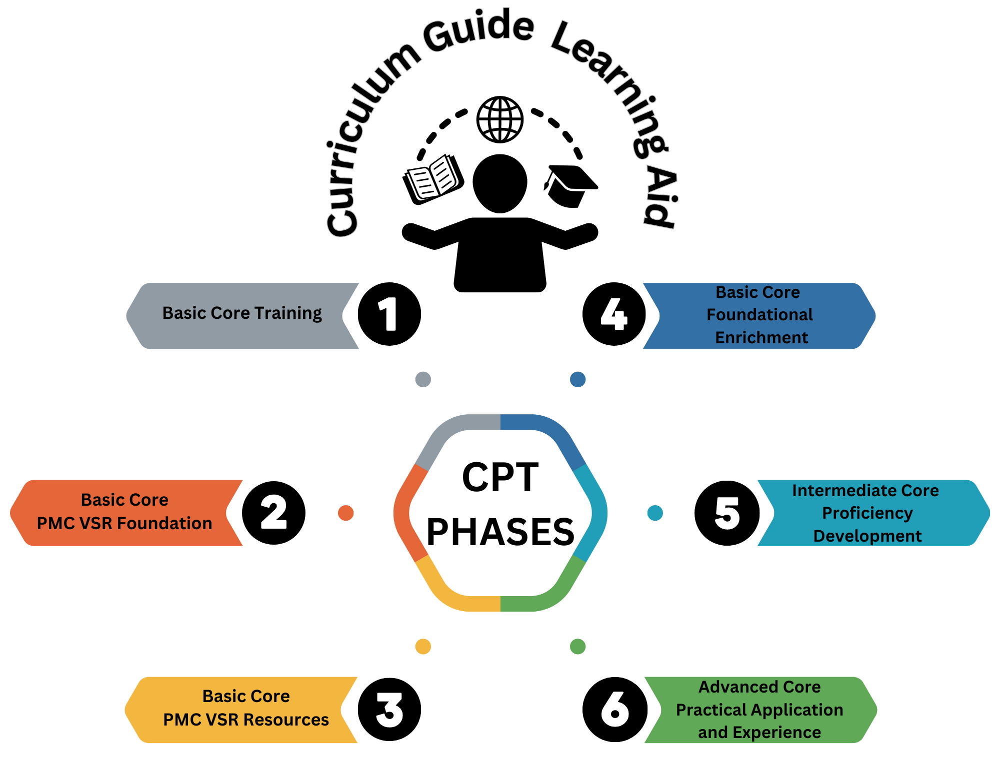 Curriculum Guide Learning Aid
1
Basic Core Training
2
Basic Core
PMC VSR Foundation
3
Basic Core
PMC VSR Resources
4
Basic Core
Foundational
Enrichment
5
Intermediate Core
Proficiency
Development
6
Advanced Core
Practical Application
and Experience
CPT
PHASES